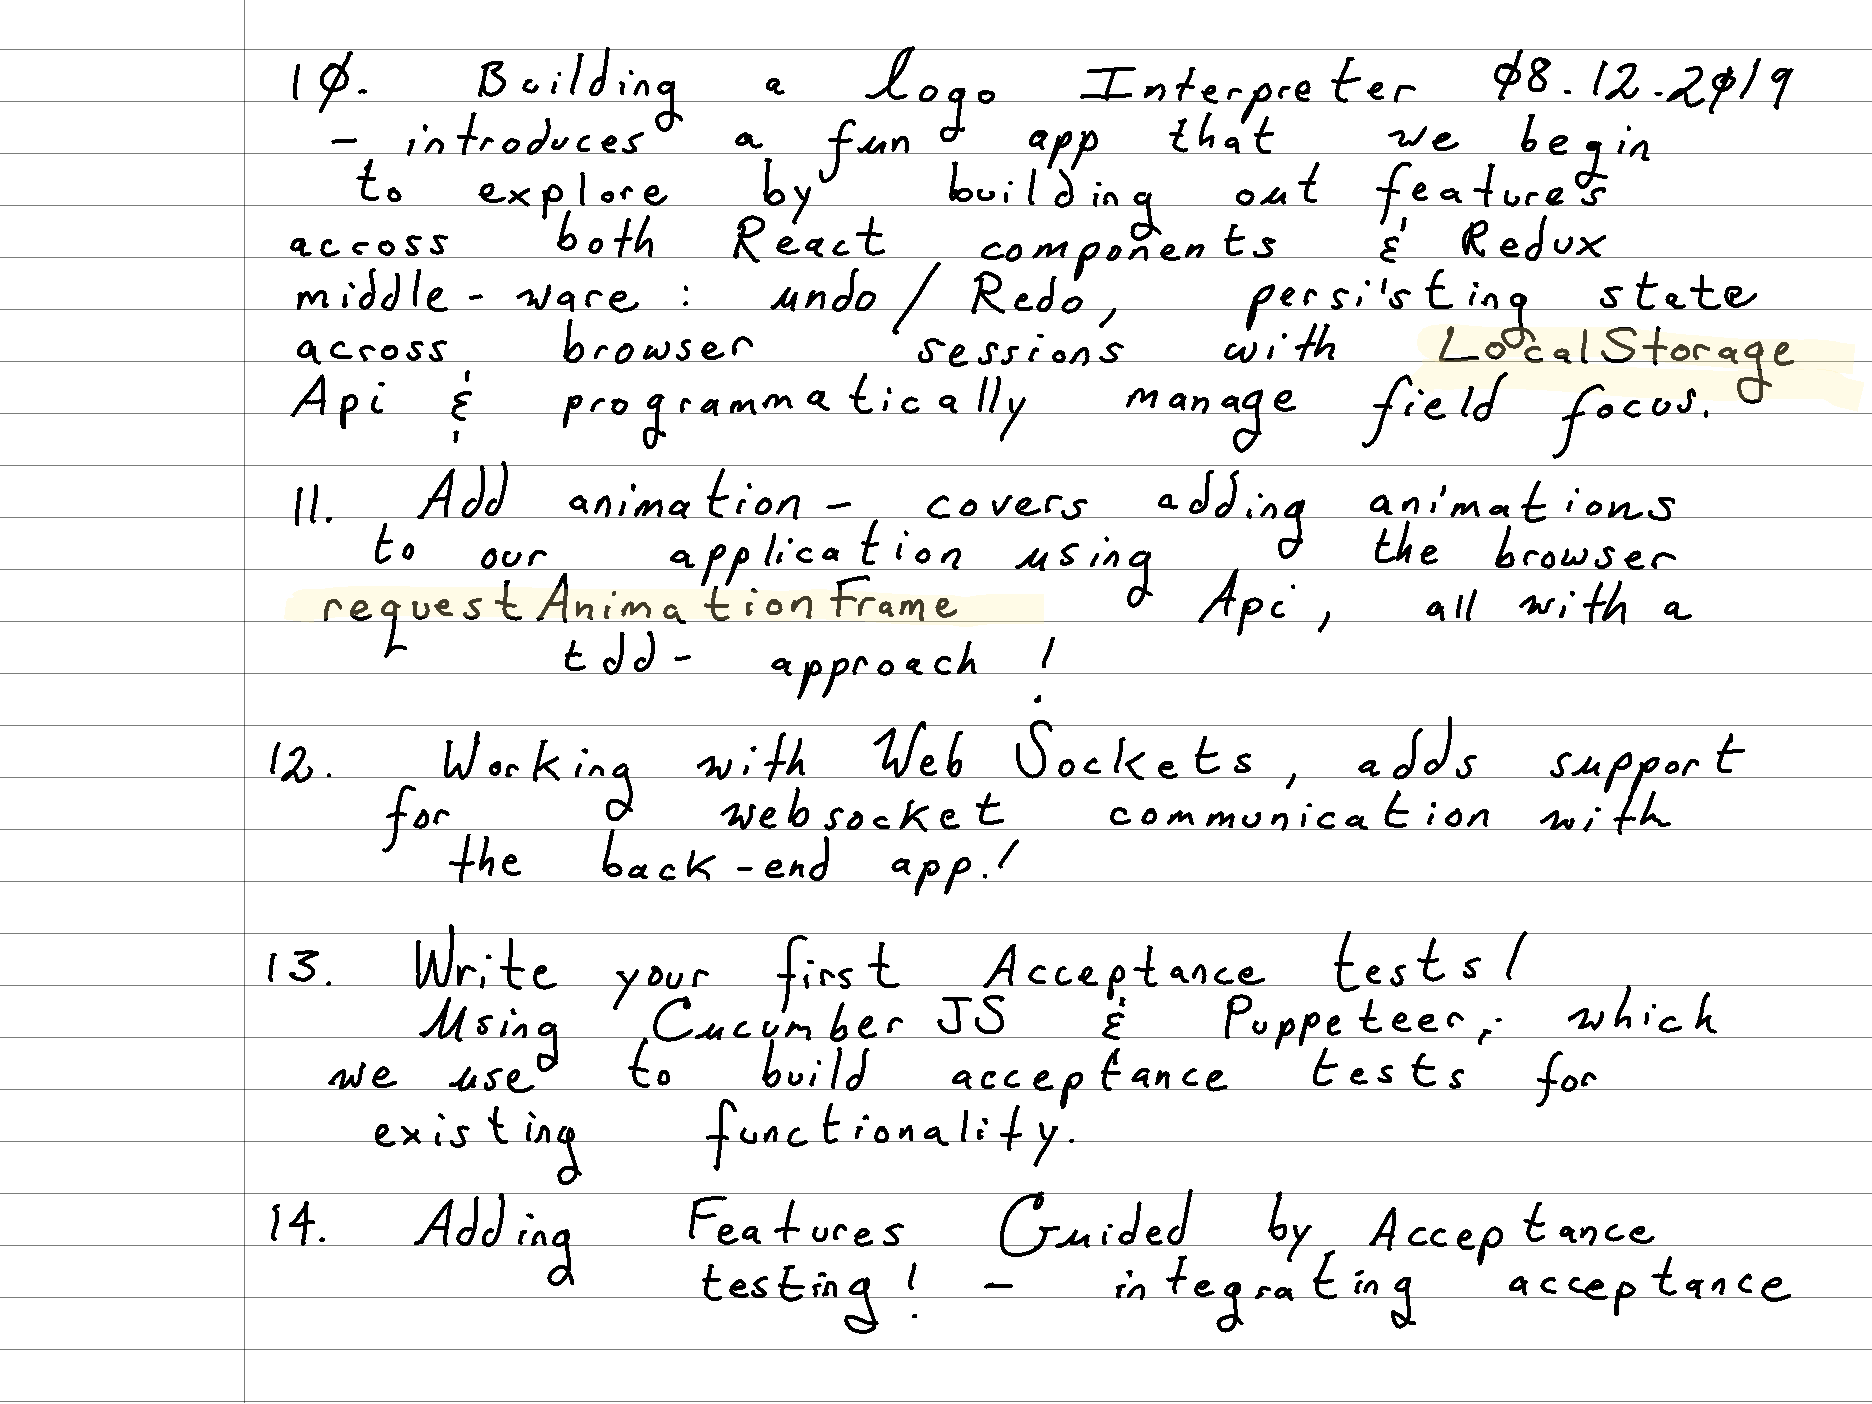 10. Building a logo Interpreter 08.12.2019
- introduces a fun app that we begin
to explore by building out features
across both React components & Redux
middle-ware : undo / Redo, persisting state
across browser sessions with LocalStorage
Api & programmatically manage field focus.
11. Add animation - covers adding animations
to our application using the browser
requestAnimationFrame Api, all with a
tdd- approach!
12. Working with Web Sockets, adds support
for websocket communication with
the back-end app.!
13. Write your first Acceptance tests!
Using Cucumber JS & Puppeteer, which
we use to build acceptance tests for
existing functionality.
14. Adding Features Guided by Acceptance
testing! - integrating acceptance